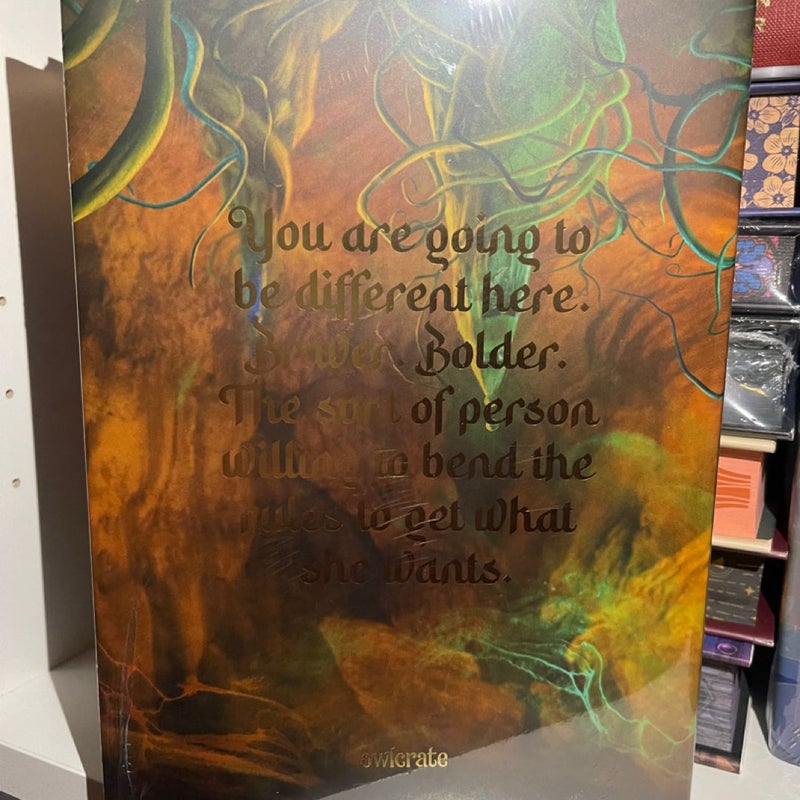 You are going to
be different here.
Braver. Bolder.
The sort of person
willing to bend the
rules to get what
she wants.
owlcrate